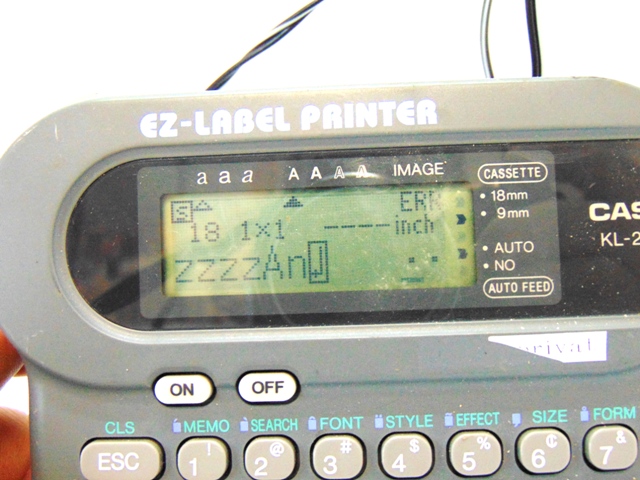 EZ-LABEL PRINTER
a a a A A A A IMAGE
CASSETTE
18mm
9mm
AUTO
NO
AUTO FEED
S ERR
18 1×1 ---- inch
zzzzAn
CAS
KL-2
ON OFF
CLS MEMO SEARCH FONT STYLE EFFECT SIZE FORM
ESC 1 ! 2 @ 3 # 4 $ 5 % 6 ¢ 7 &